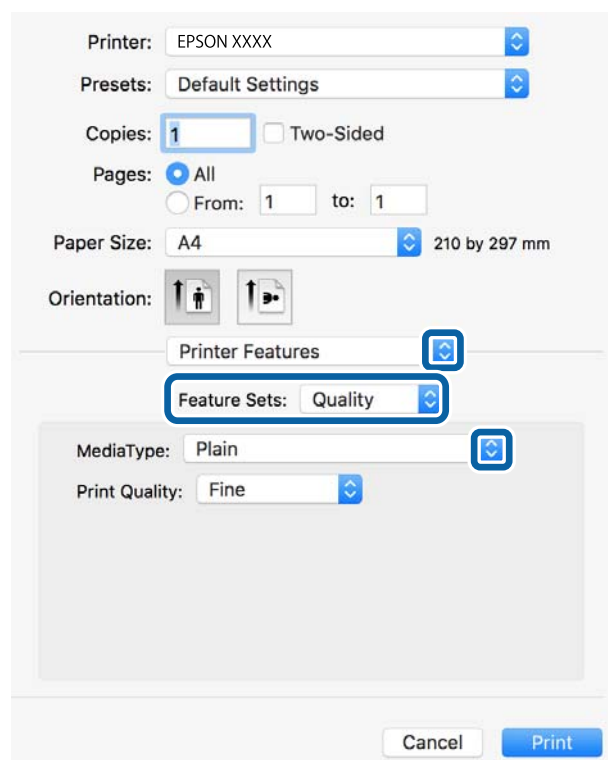 Printer: EPSON XXXX
Presets: Default Settings
Copies: 1 Two-Sided
Pages: All
From: 1 to: 1
Paper Size: A4 210 by 297 mm
Orientation:
Printer Features
Feature Sets: Quality
MediaType: Plain
Print Quality: Fine
Cancel Print